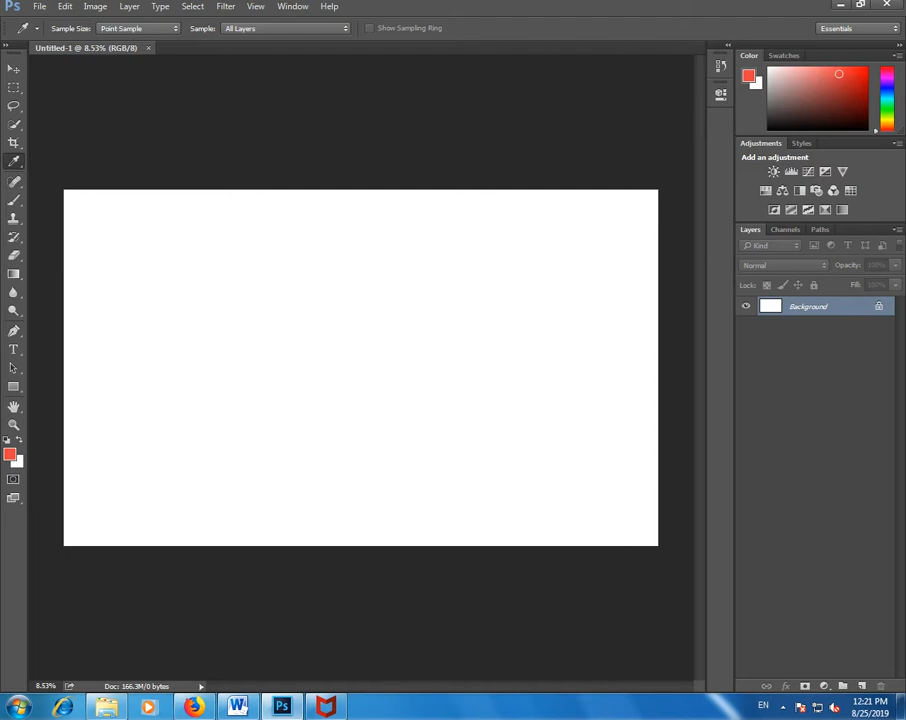 Ps File Edit Image Layer Type Select Filter View Window Help
Sample Size: Point Sample Sample: All Layers Show Sampling Ring Essentials
Untitled-1 @ 8.53% (RGB/8) ×
Color Swatches
Adjustments Styles
Add an adjustment
Layers Channels Paths
Kind
Normal Opacity: 100%
Lock: Fill: 100%
Background
8.53% Doc: 166.3M/0 bytes
W Ps EN 12:21 PM
8/25/2019